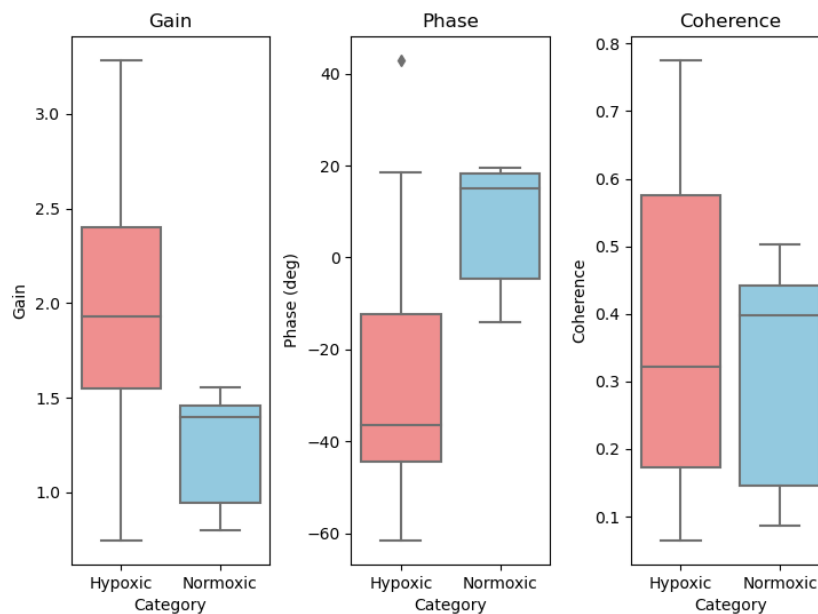 Gain
3.0
2.5
2.0
1.5
1.0
Gain
Hypoxic
Normoxic
Category
Phase
40
20
0
−20
−40
−60
Phase (deg)
Hypoxic
Normoxic
Category
Coherence
0.8
0.7
0.6
0.5
0.4
0.3
0.2
0.1
Coherence
Hypoxic
Normoxic
Category